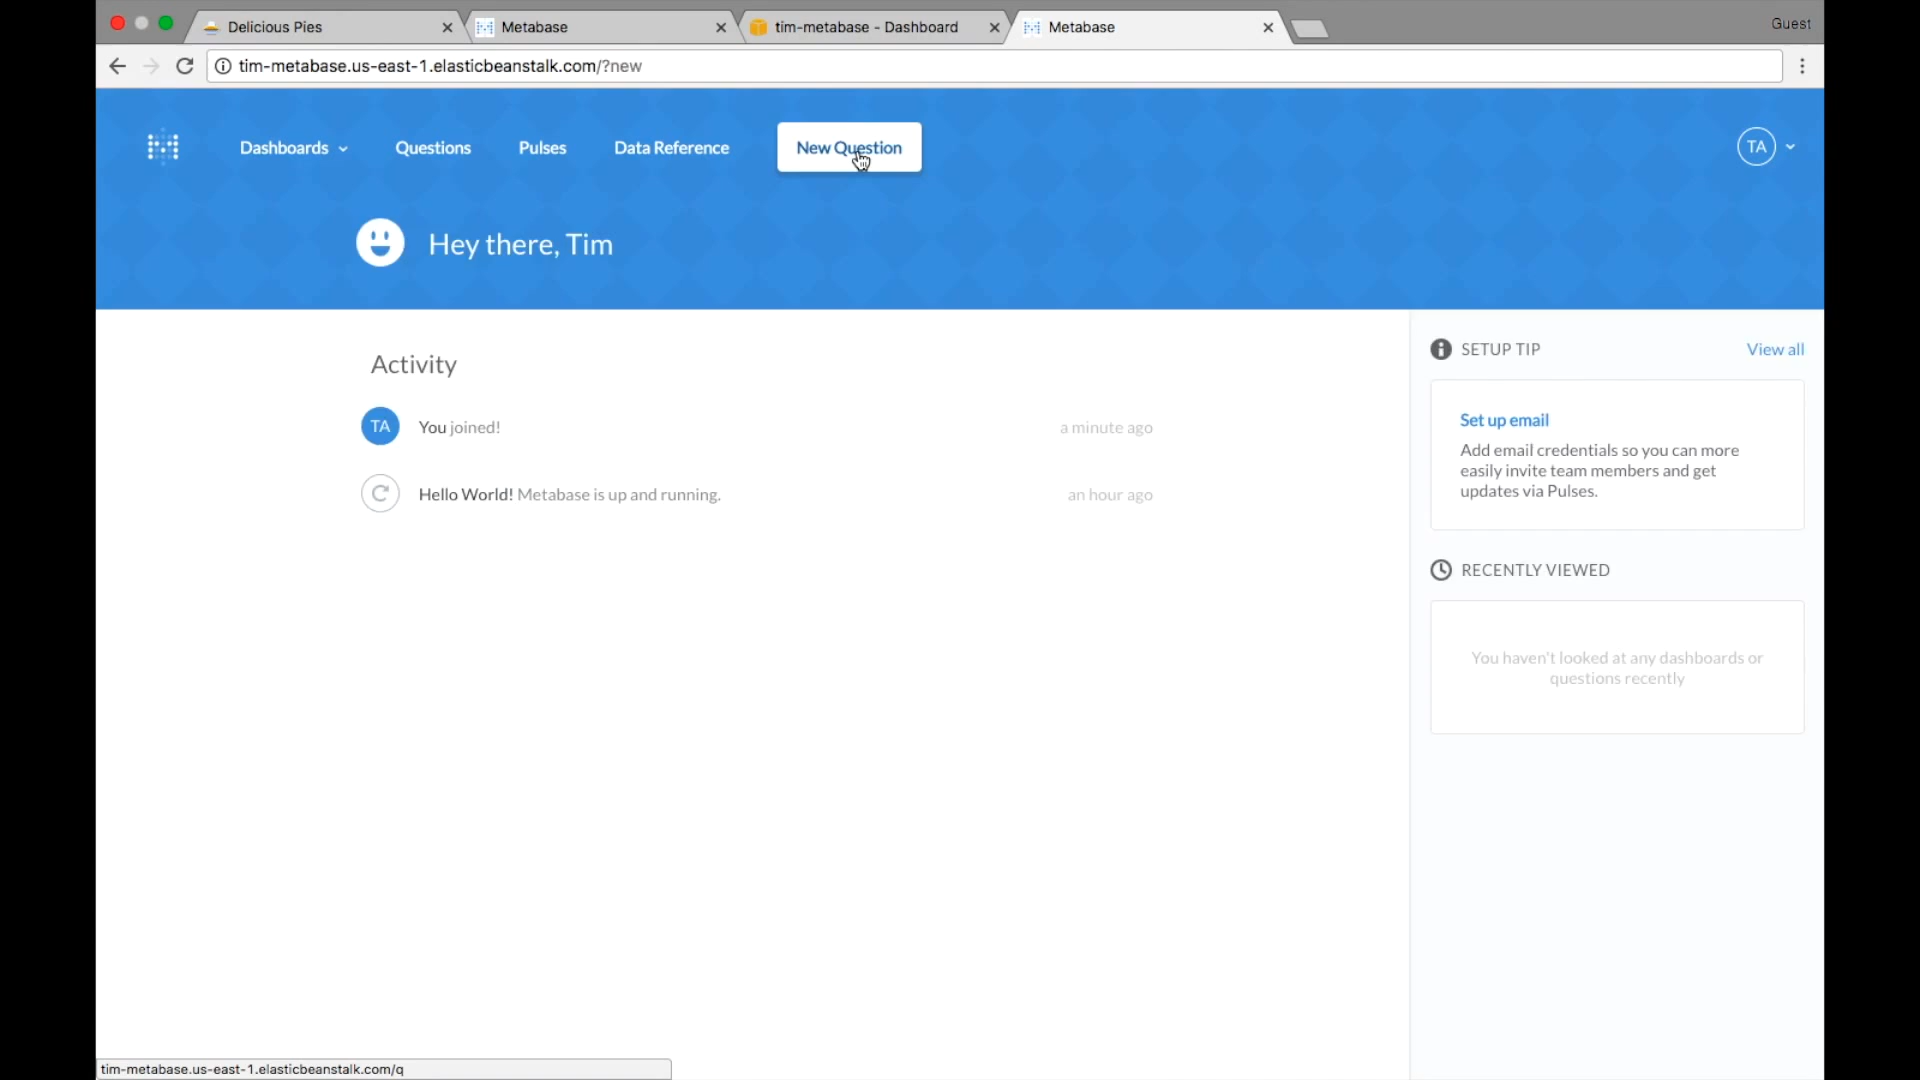 Delicious Pies
Metabase
tim-metabase - Dashboard
Metabase
Guest
tim-metabase.us-east-1.elasticbeanstalk.com/?new
Dashboards
Questions
Pulses
Data Reference
New Question
TA
Hey there, Tim
Activity
TA
You joined!
a minute ago
Hello World! Metabase is up and running.
an hour ago
SETUP TIP
View all
Set up email
Add email credentials so you can more
easily invite team members and get
updates via Pulses.
RECENTLY VIEWED
You haven't looked at any dashboards or
questions recently
tim-metabase.us-east-1.elasticbeanstalk.com/q